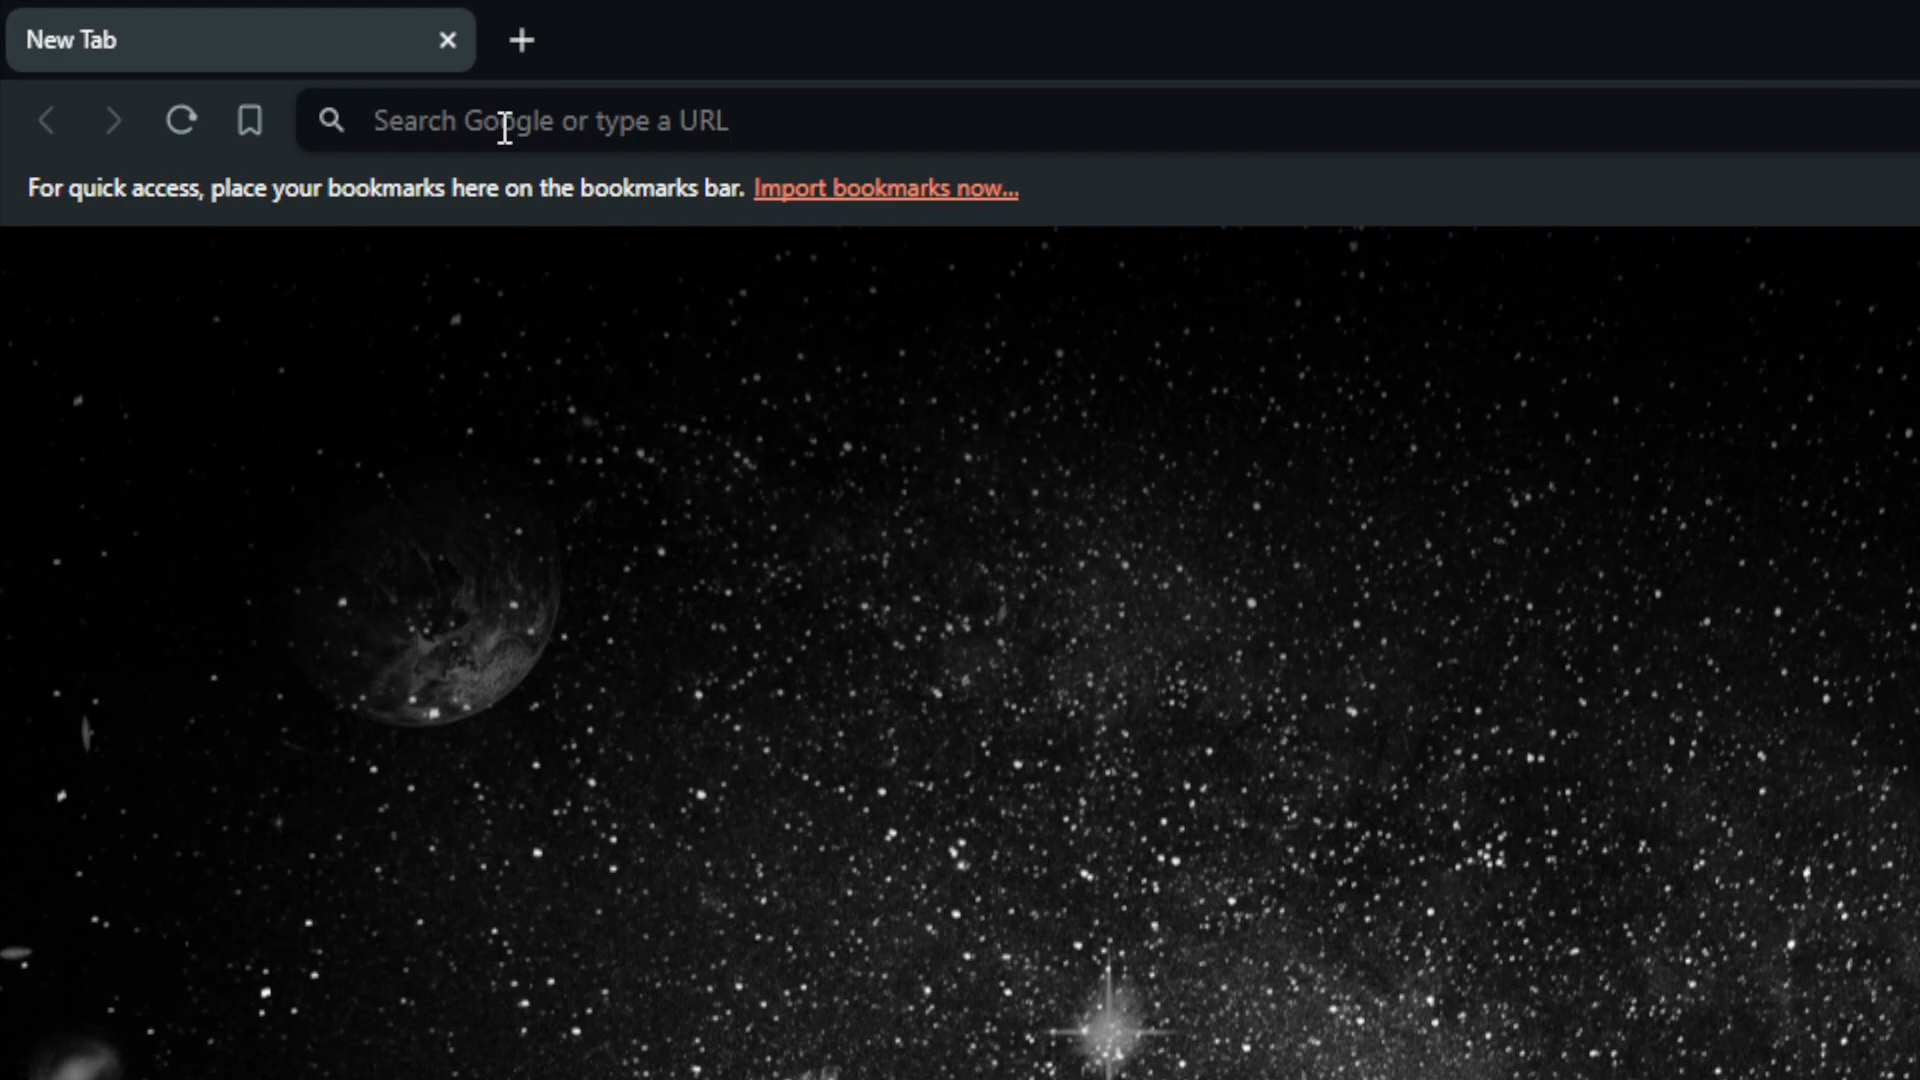 New Tab
Search Google or type a URL
For quick access, place your bookmarks here on the bookmarks bar. Import bookmarks now...